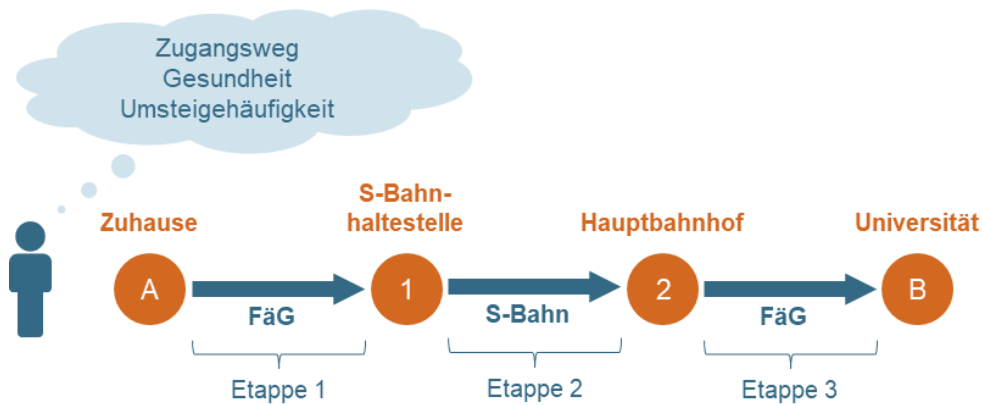 Zugangsweg
Gesundheit
Umsteigehäufigkeit
Zuhause
S-Bahn-
haltestelle
Hauptbahnhof
Universität
A
1
2
B
FäG
S-Bahn
FäG
Etappe 1
Etappe 2
Etappe 3